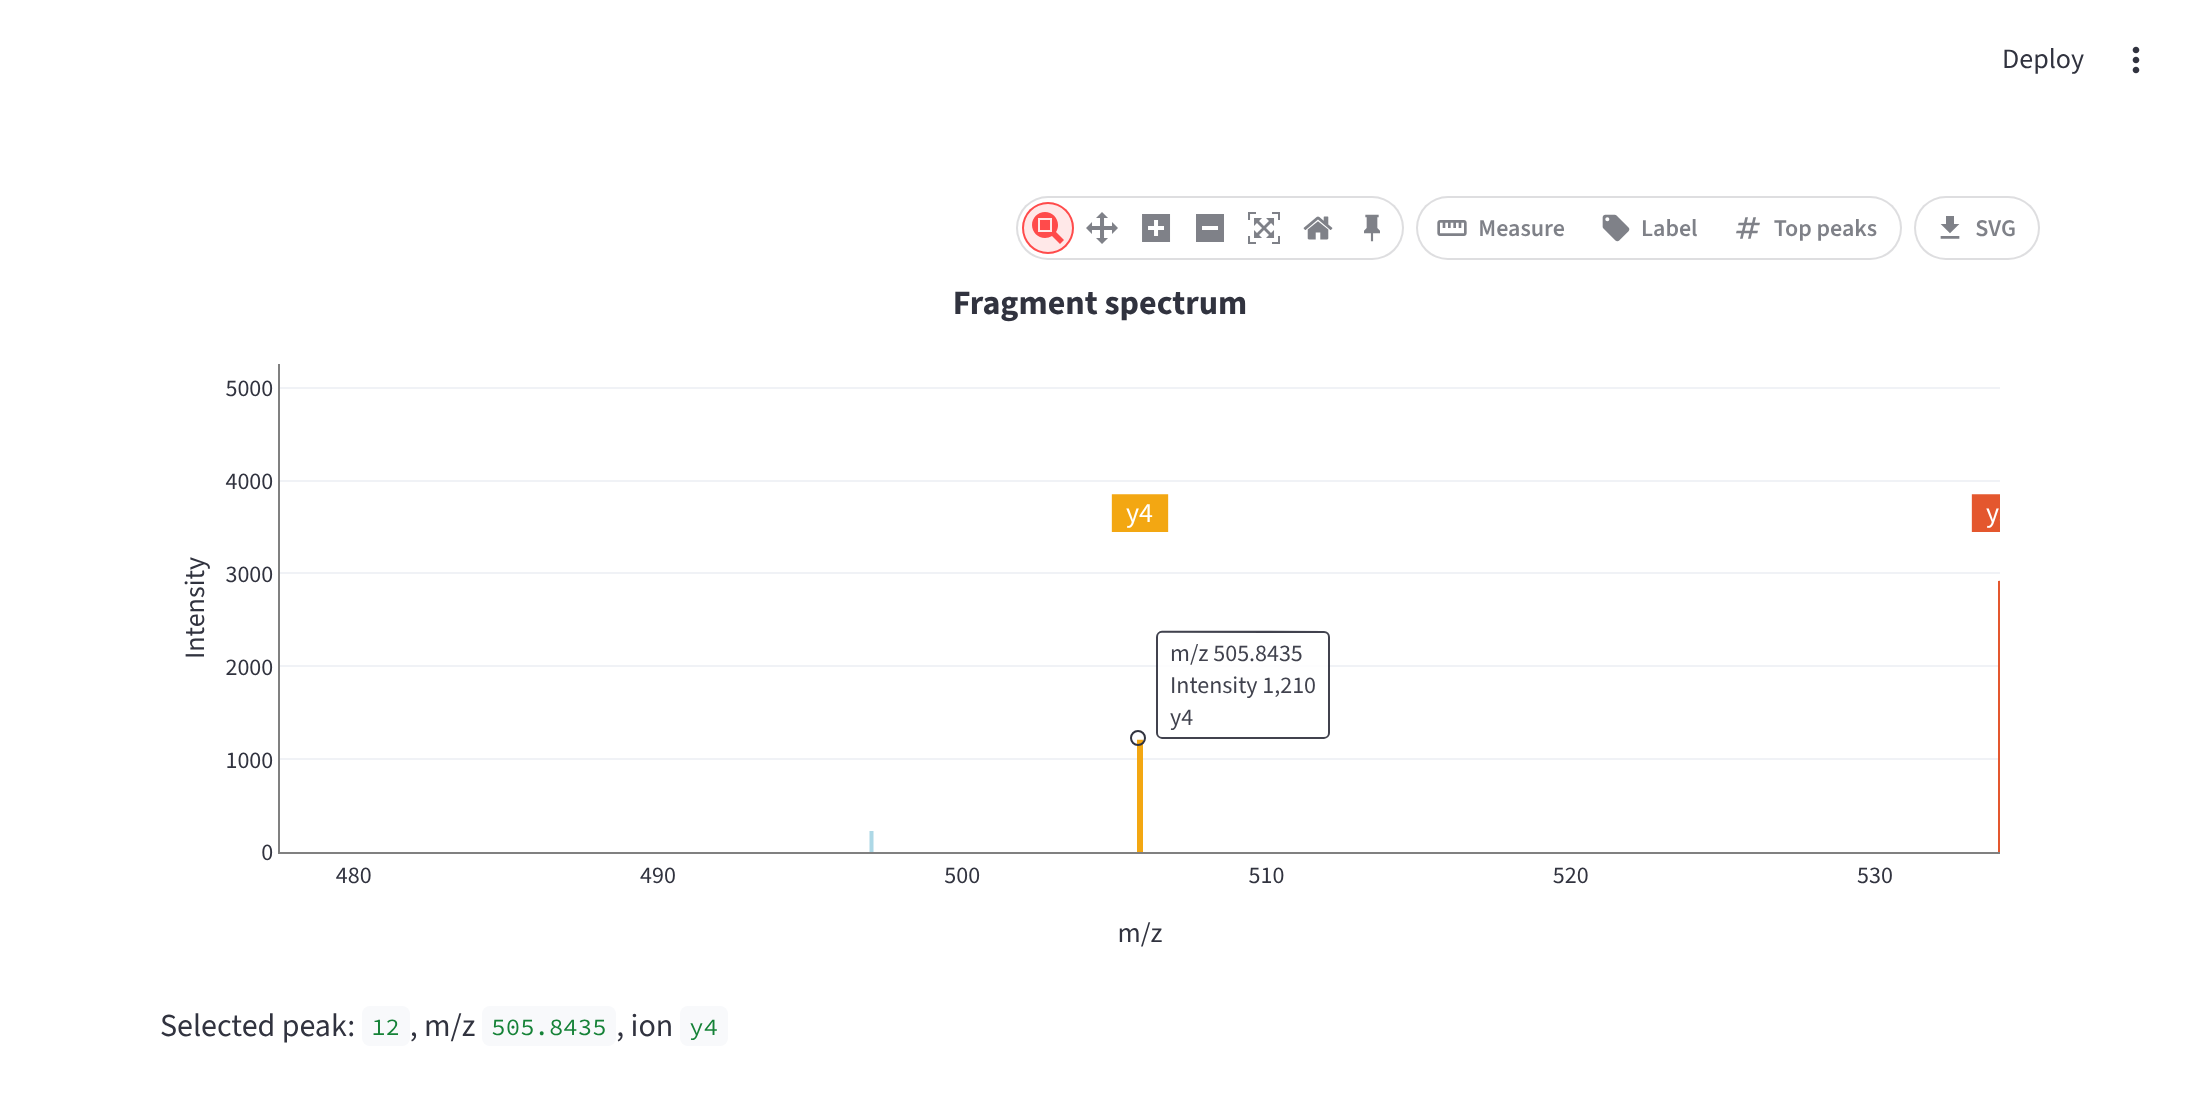 Deploy
Measure
Label
Top peaks
SVG
Fragment spectrum
5000
4000
3000
2000
1000
0
Intensity
y4
y
m/z 505.8435
Intensity 1,210
y4
480 490 500 510 520 530
m/z
Selected peak: 12, m/z 505.8435, ion y4